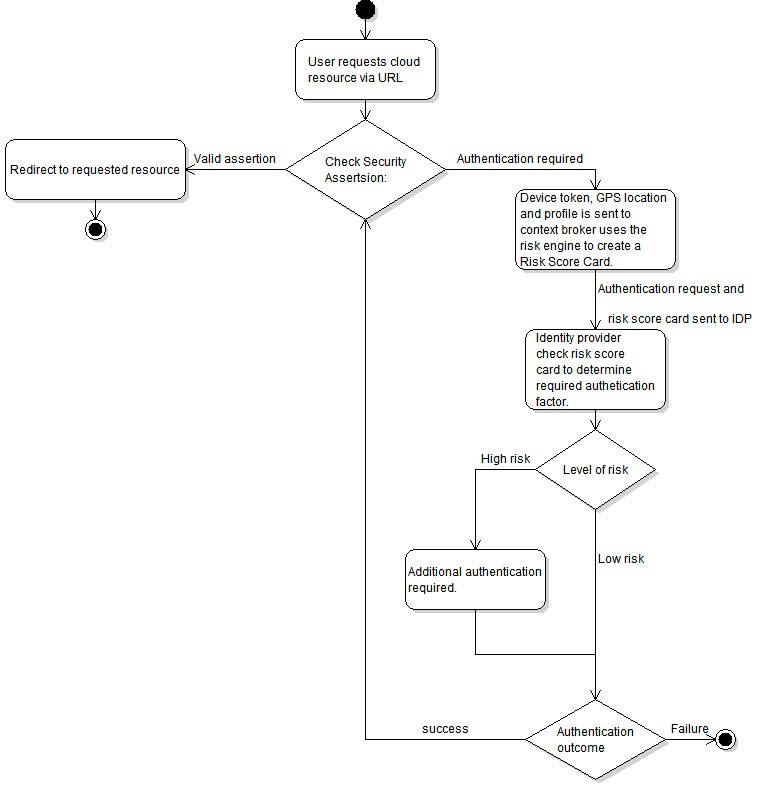 User requests cloud
resource via URL
Check Security
Assertsion:
Valid assertion
Redirect to requested resource
Authentication required
Device token, GPS location
and profile is sent to
context broker uses the
risk engine to create a
Risk Score Card.
Authentication request and
risk score card sent to IDP
Identity provider
check risk score
card to determine
required authetication
factor.
Level of risk
High risk
Low risk
Additional authentication
required.
Authentication
outcome
success
Failure